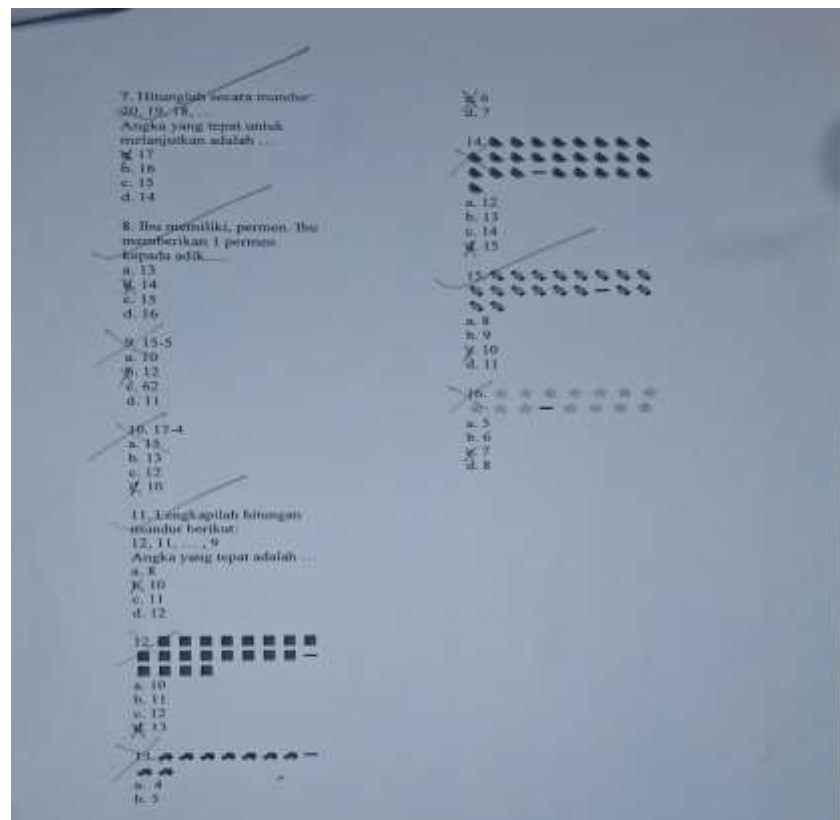 7. Hitunglah secara mundur:
20, 19, 18, ...
Angka yang tepat untuk
melanjutkan adalah ...
a. 17
b. 16
c. 15
d. 14
8. Ibu memiliki, permen. Ibu
memberikan 1 permen
kepada adik.....
a. 13
b. 14
c. 15
d. 16
9. 15-5
a. 10
b. 12
c. 62
d. 11
10. 17-4
a. 15
b. 13
c. 12
d. 10
11. Lengkapilah hitungan
mundur berikut:
12, 11, ... , 9
Angka yang tepat adalah ...
a. 8
b. 10
c. 11
d. 12
12.
a. 10
b. 11
c. 12
d. 13
13.
a. 4
b. 5
c. 6
d. 7
14.
a. 12
b. 13
c. 14
d. 15
15.
a. 8
b. 9
c. 10
d. 11
16.
a. 5
b. 6
c. 7
d. 8